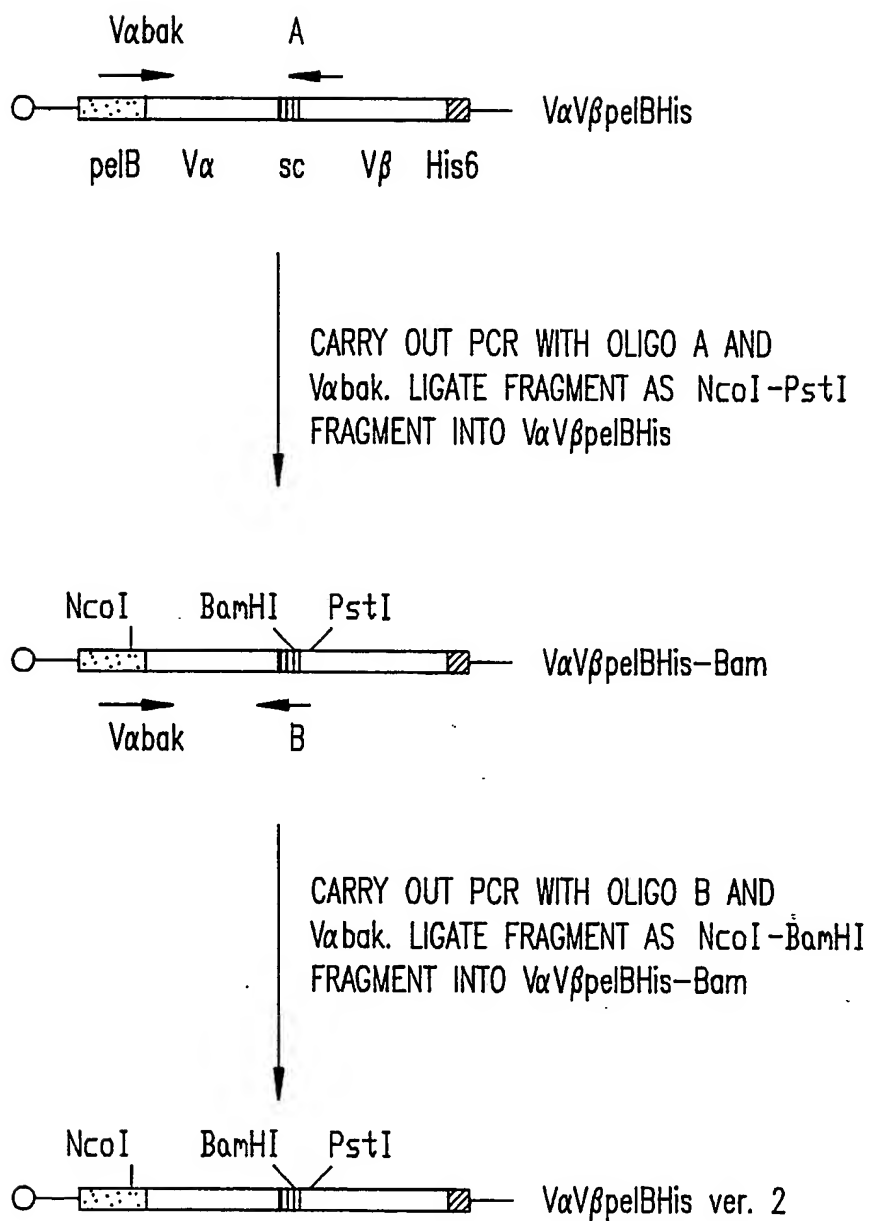 Vαbak A
VαVβpelBHis
pelB Vα sc Vβ His6
CARRY OUT PCR WITH OLIGO A AND
Vαbak. LIGATE FRAGMENT AS NcoI-PstI
FRAGMENT INTO VαVβpelBHis
NcoI BamHI PstI
VαVβpelBHis-Bam
Vαbak B
CARRY OUT PCR WITH OLIGO B AND
Vαbak. LIGATE FRAGMENT AS NcoI-BamHI
FRAGMENT INTO VαVβpelBHis-Bam
NcoI BamHI PstI
VαVβpelBHis ver. 2